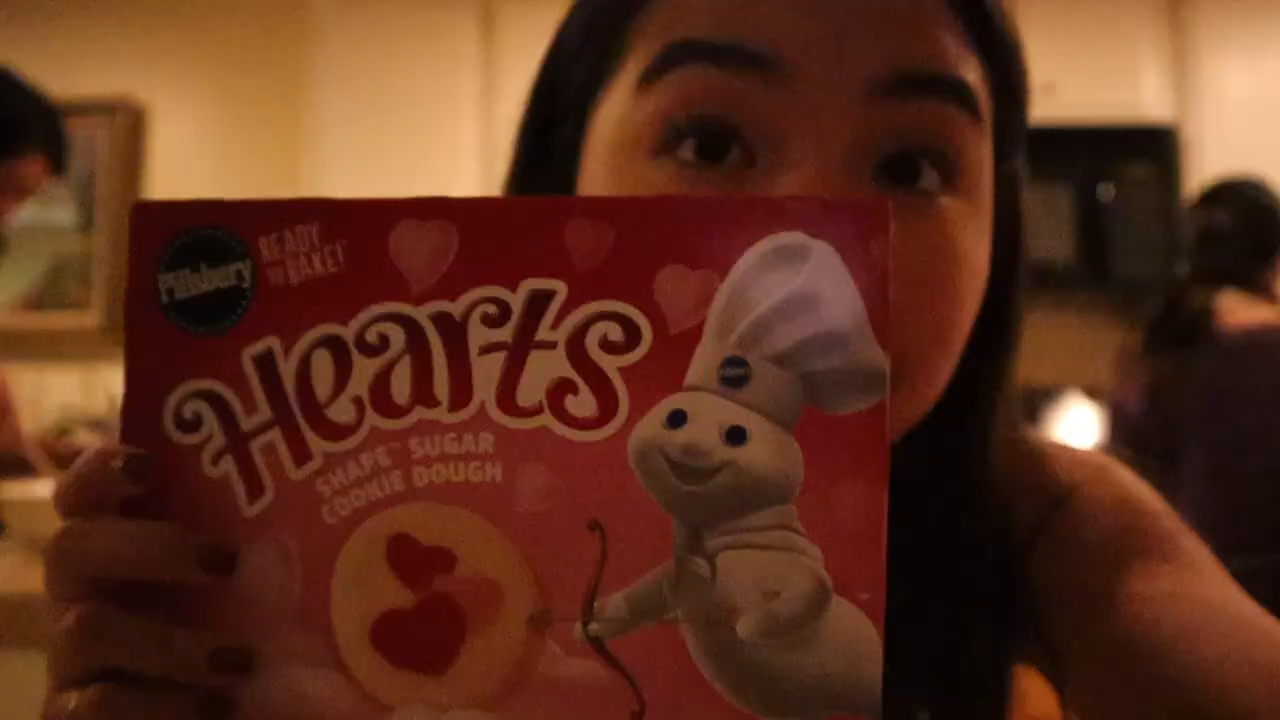 Pillsbury
READY
TO BAKE!
Hearts
SHAPE™ SUGAR
COOKIE DOUGH